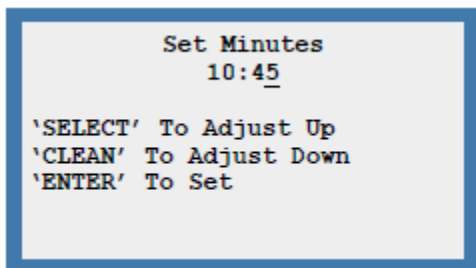 Set Minutes
10:45
‘SELECT’ To Adjust Up
‘CLEAN’ To Adjust Down
‘ENTER’ To Set